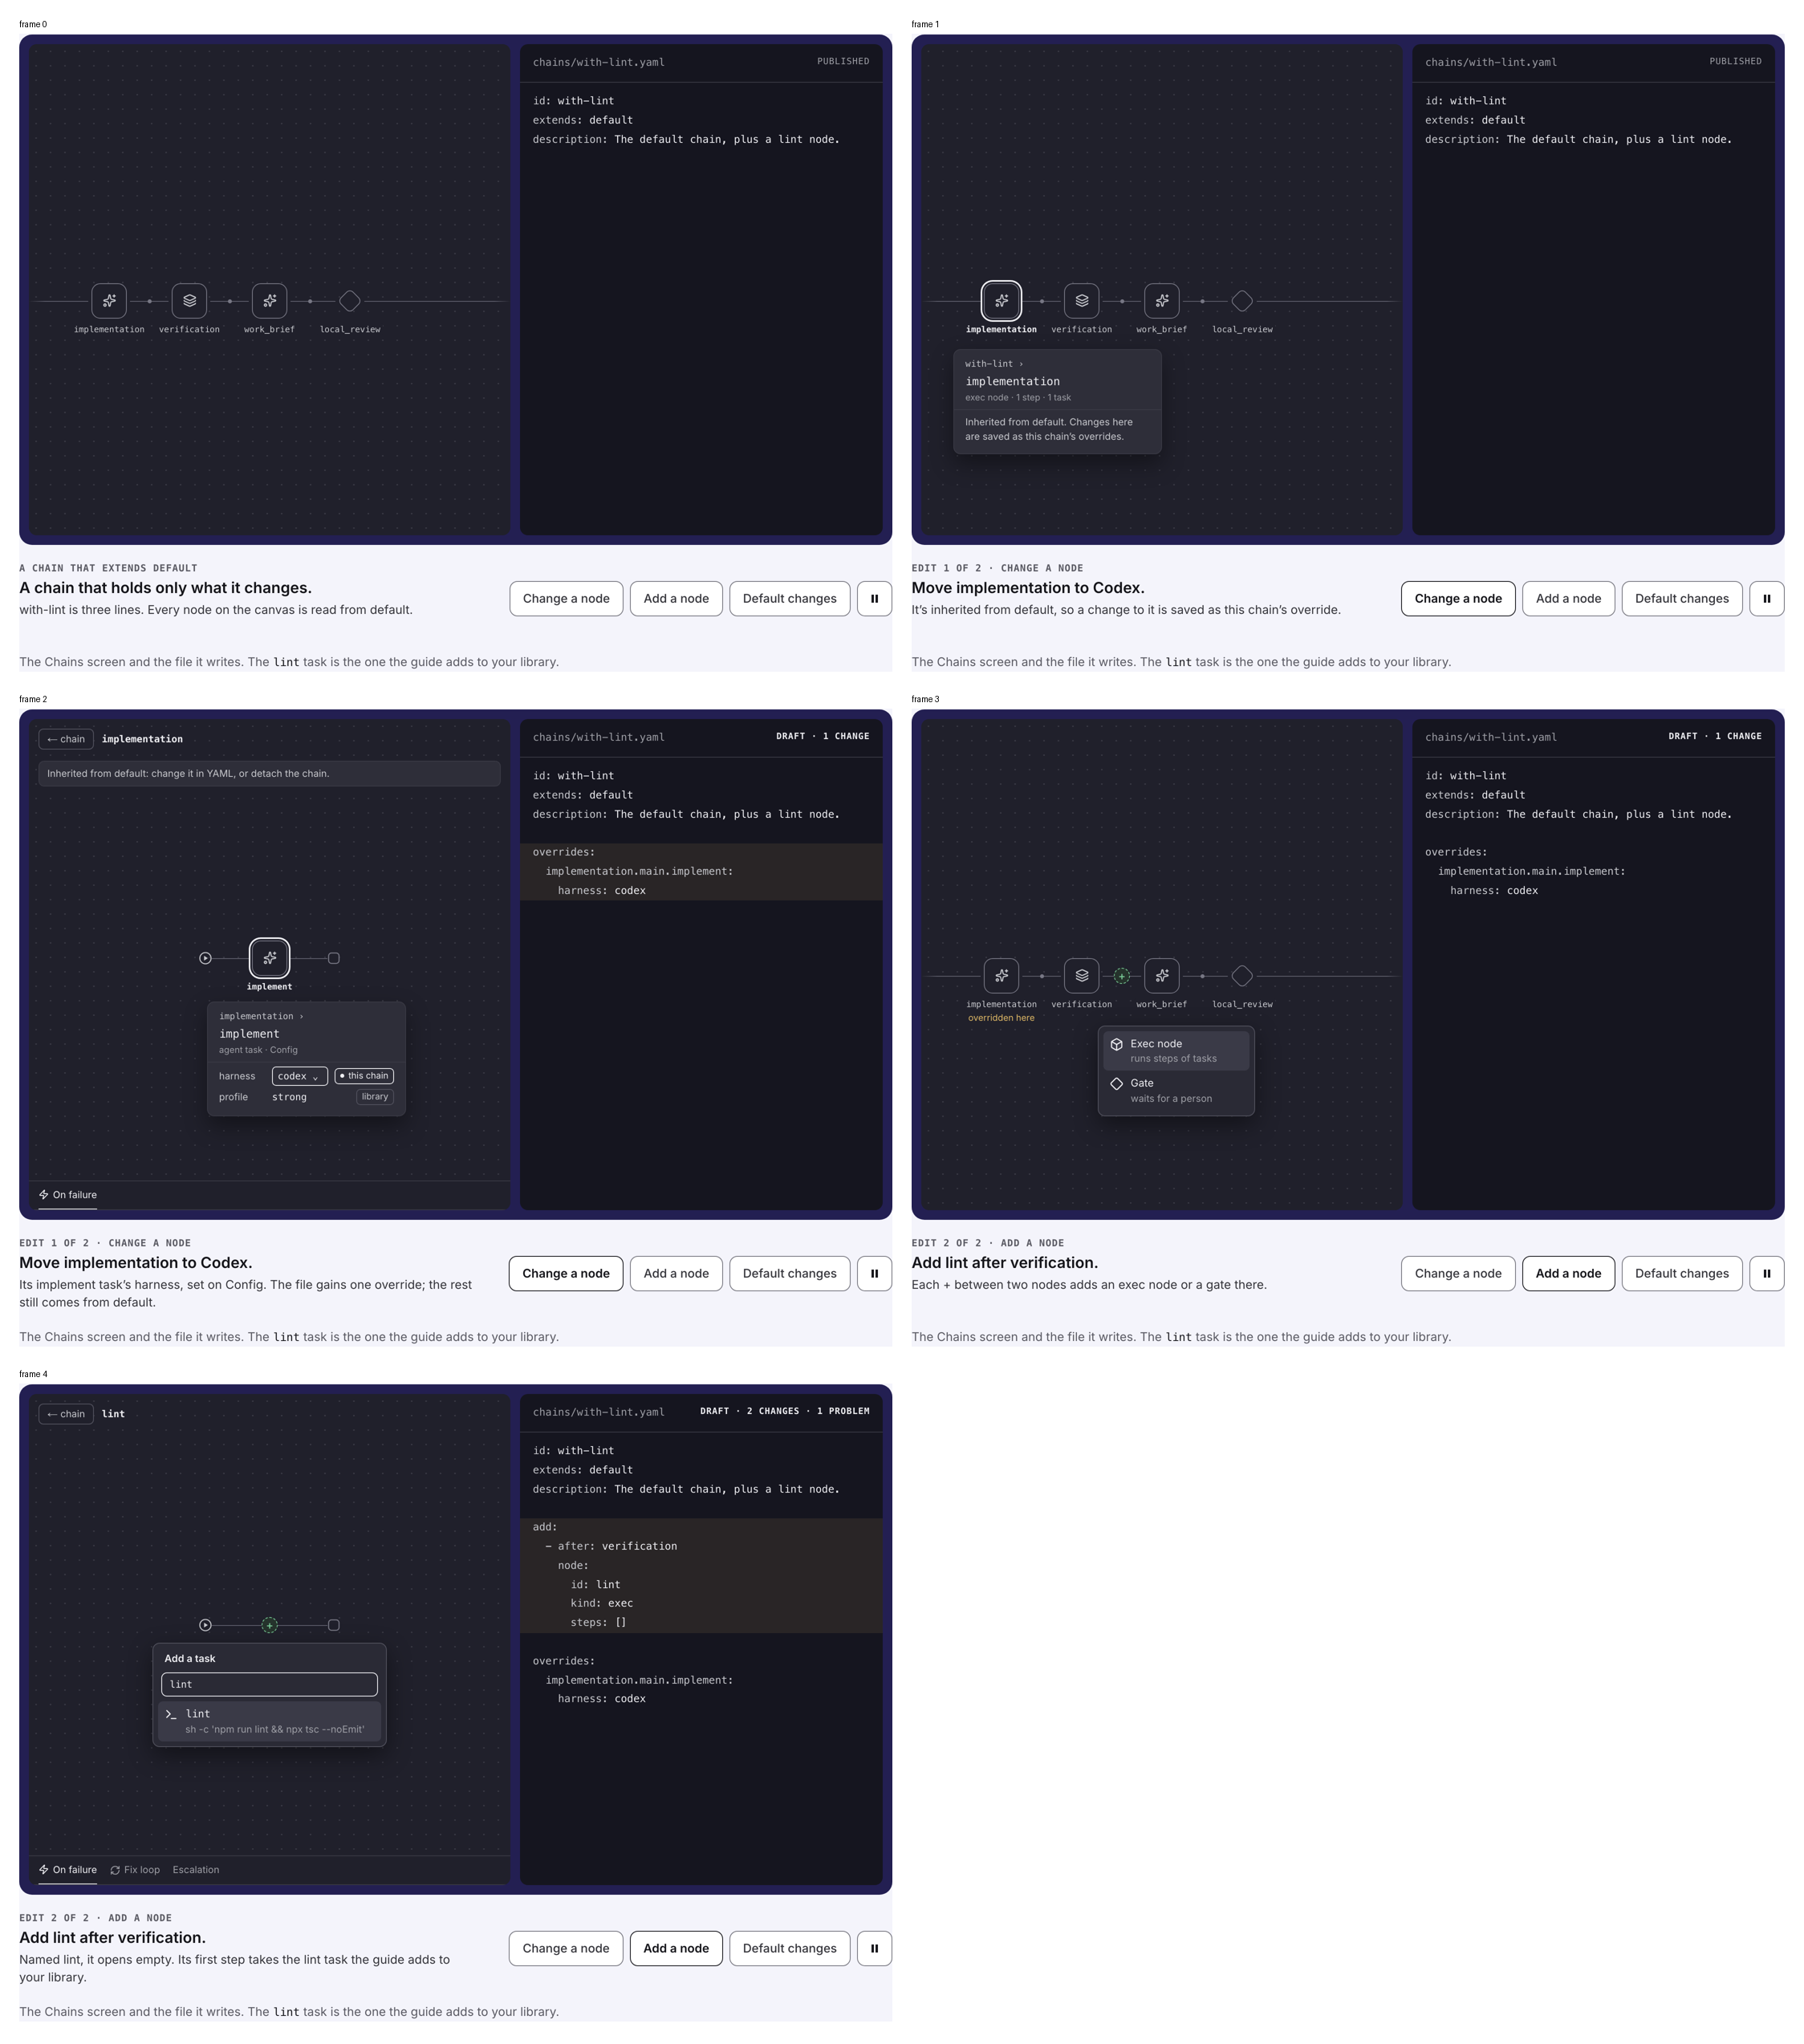 frame 0
chains/with-lint.yaml PUBLISHED
id: with-lint
extends: default
description: The default chain, plus a lint node.
implementation verification work_brief local_review
A CHAIN THAT EXTENDS DEFAULT
A chain that holds only what it changes.
with-lint is three lines. Every node on the canvas is read from default.
Change a node Add a node Default changes
The Chains screen and the file it writes. The lint task is the one the guide adds to your library.
frame 1
chains/with-lint.yaml PUBLISHED
id: with-lint
extends: default
description: The default chain, plus a lint node.
implementation verification work_brief local_review
with-lint ›
implementation
exec node · 1 step · 1 task
Inherited from default. Changes here
are saved as this chain’s overrides.
EDIT 1 OF 2 · CHANGE A NODE
Move implementation to Codex.
It’s inherited from default, so a change to it is saved as this chain’s override.
Change a node Add a node Default changes
The Chains screen and the file it writes. The lint task is the one the guide adds to your library.
frame 2
← chain implementation
Inherited from default: change it in YAML, or detach the chain.
implement
implementation ›
implement
agent task · Config
harness codex ⌄ • this chain
profile strong library
On failure
chains/with-lint.yaml DRAFT · 1 CHANGE
id: with-lint
extends: default
description: The default chain, plus a lint node.
overrides:
implementation.main.implement:
harness: codex
EDIT 1 OF 2 · CHANGE A NODE
Move implementation to Codex.
Its implement task’s harness, set on Config. The file gains one override; the rest
still comes from default.
Change a node Add a node Default changes
The Chains screen and the file it writes. The lint task is the one the guide adds to your library.
frame 3
implementation verification work_brief local_review
overridden here
Exec node
runs steps of tasks
Gate
waits for a person
chains/with-lint.yaml DRAFT · 1 CHANGE
id: with-lint
extends: default
description: The default chain, plus a lint node.
overrides:
implementation.main.implement:
harness: codex
EDIT 2 OF 2 · ADD A NODE
Add lint after verification.
Each + between two nodes adds an exec node or a gate there.
Change a node Add a node Default changes
The Chains screen and the file it writes. The lint task is the one the guide adds to your library.
frame 4
← chain lint
Add a task
lint
lint
sh -c 'npm run lint && npx tsc --noEmit'
On failure Fix loop Escalation
chains/with-lint.yaml DRAFT · 2 CHANGES · 1 PROBLEM
id: with-lint
extends: default
description: The default chain, plus a lint node.
add:
- after: verification
node:
id: lint
kind: exec
steps: []
overrides:
implementation.main.implement:
harness: codex
EDIT 2 OF 2 · ADD A NODE
Add lint after verification.
Named lint, it opens empty. Its first step takes the lint task the guide adds to
your library.
Change a node Add a node Default changes
The Chains screen and the file it writes. The lint task is the one the guide adds to your library.